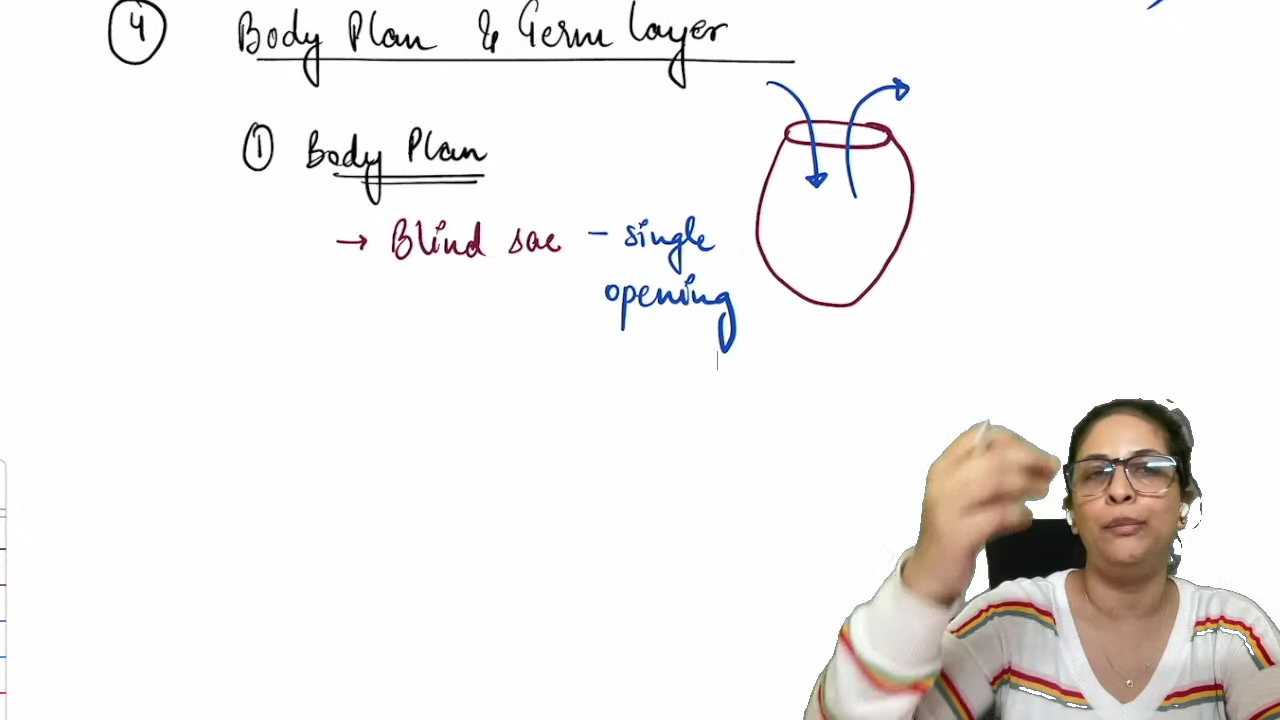 4 Body Plan & Germ layer
1 Body Plan
→ Blind sac - single
opening